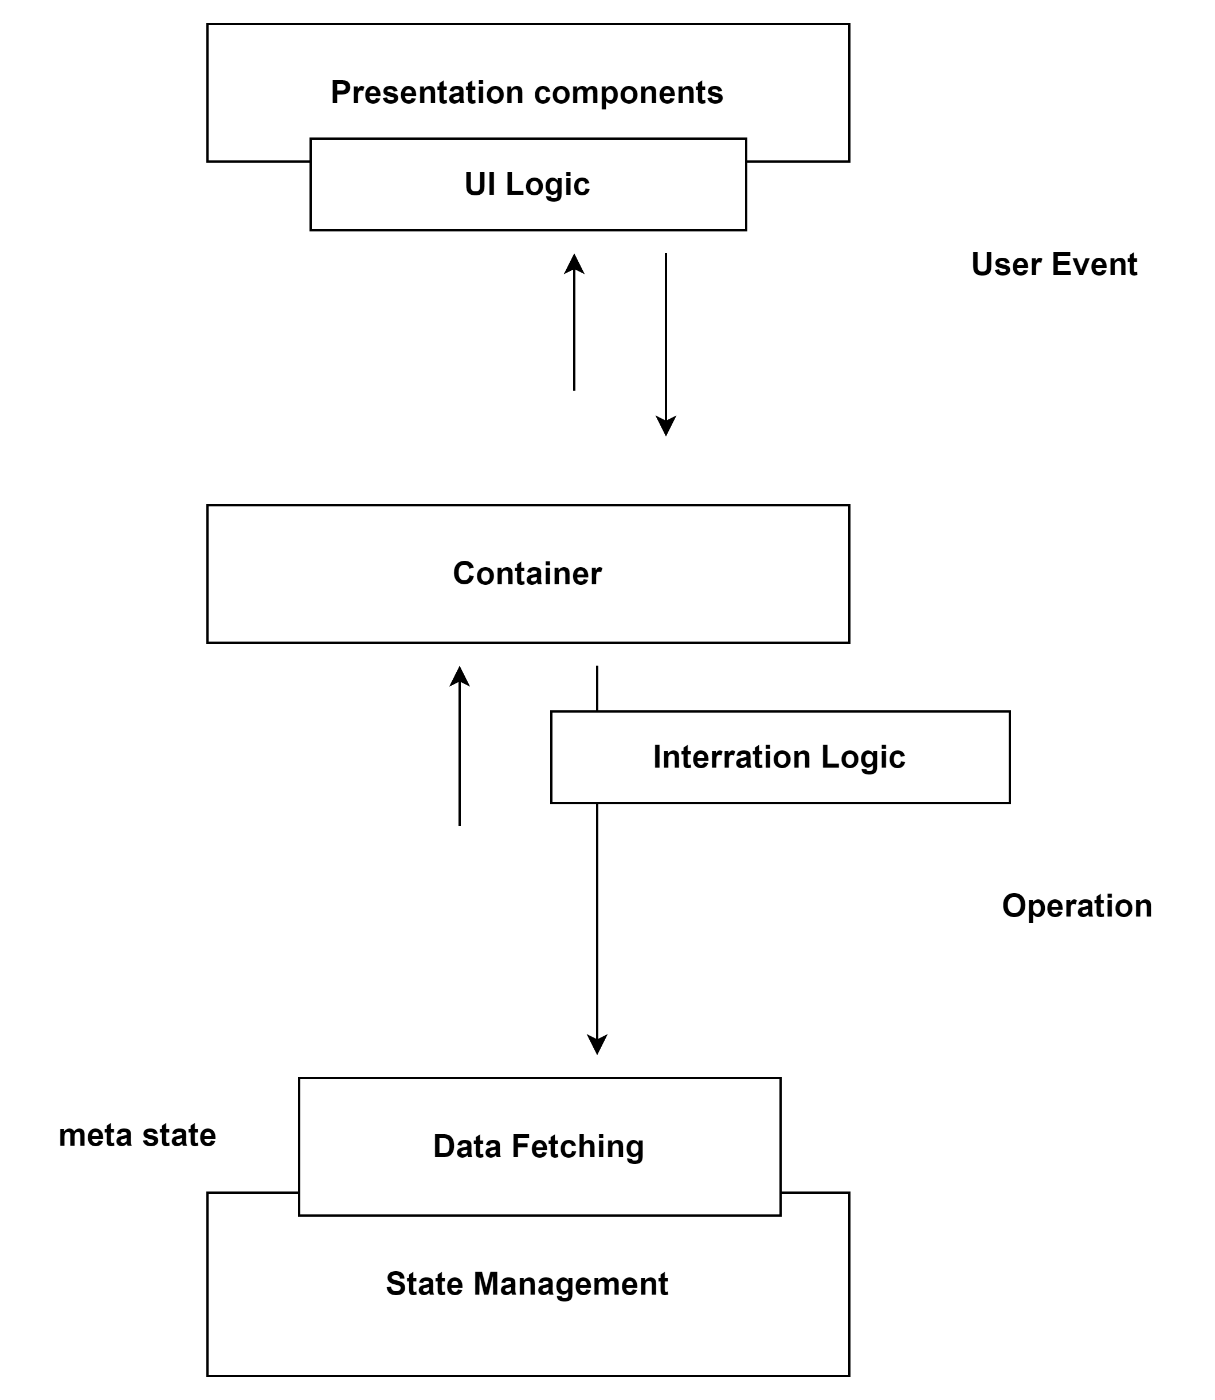 Presentation components
UI Logic
User Event
Container
Interration Logic
Operation
meta state
Data Fetching
State Management